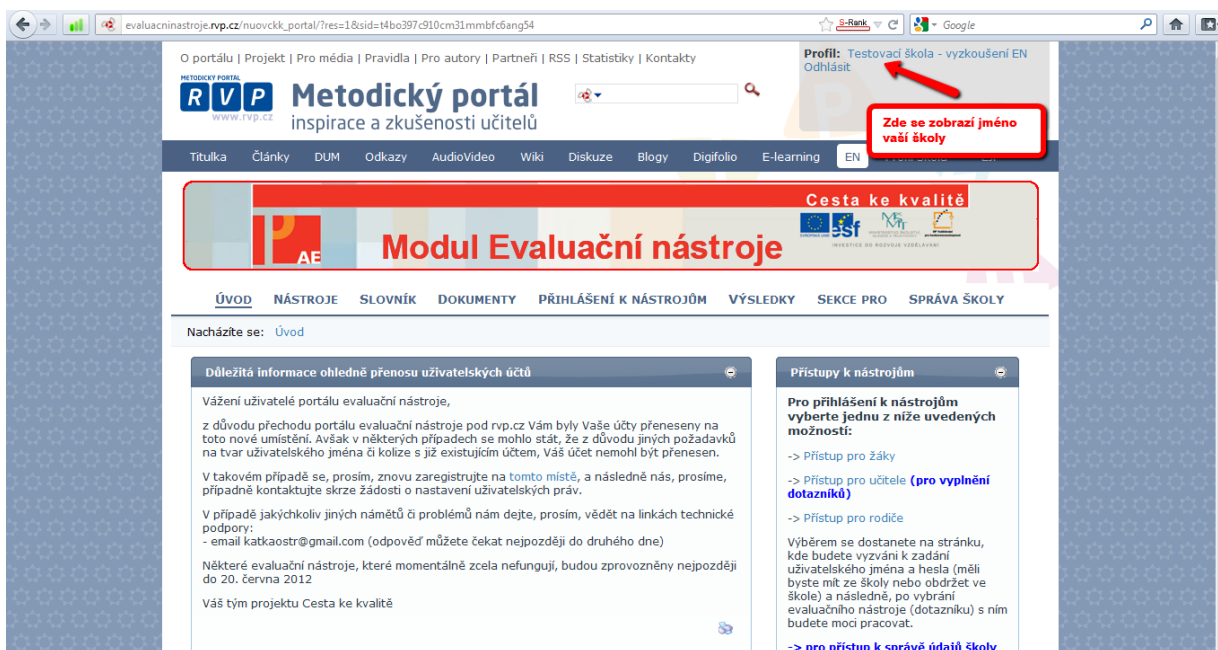 evaluacninastroje.rvp.cz/nuovckk_portal/?res=1&sid=t4bo397c910cm31mmbfc6ang54
S-Rank
Google
O portálu | Projekt | Pro média | Pravidla | Pro autory | Partneři | RSS | Statistiky | Kontakty
Profil: Testovací škola - vyzkoušení EN
Odhlásit
METODICKÝ PORTÁL
RVP
www.rvp.cz
Metodický portál
inspirace a zkušenosti učitelů
Zde se zobrazí jméno
vaší školy
Titulka Články DUM Odkazy AudioVideo Wiki Diskuze Blogy Digifolio E-learning EN
Cesta ke kvalitě
P AE
Modul Evaluační nástroje
esf
MŠMT
INVESTICE DO ROZVOJE VZDĚLÁVÁNÍ
ÚVOD NÁSTROJE SLOVNÍK DOKUMENTY PŘIHLÁŠENÍ K NÁSTROJŮM VÝSLEDKY SEKCE PRO SPRÁVA ŠKOLY
Nacházíte se: Úvod
Důležitá informace ohledně přenosu uživatelských účtů
Vážení uživatelé portálu evaluační nástroje,
z důvodu přechodu portálu evaluační nástroje pod rvp.cz Vám byly Vaše účty přeneseny na
toto nové umístění. Avšak v některých případech se mohlo stát, že z důvodu jiných požadavků
na tvar uživatelského jména či kolize s již existujícím účtem, Váš účet nemohl být přenesen.
V takovém případě se, prosím, znovu zaregistrujte na tomto místě, a následně nás, prosíme,
případně kontaktujte skrze žádosti o nastavení uživatelských práv.
V případě jakýchkoliv jiných námětů či problémů nám dejte, prosím, vědět na linkách technické
podpory:
- email katkaostr@gmail.com (odpověď můžete čekat nejpozději do druhého dne)
Některé evaluační nástroje, které momentálně zcela nefungují, budou zprovozněny nejpozději
do 20. června 2012
Váš tým projektu Cesta ke kvalitě
Přístupy k nástrojům
Pro přihlášení k nástrojům
vyberte jednu z níže uvedených
možností:
-> Přístup pro žáky
-> Přístup pro učitele (pro vyplnění
dotazníků)
-> Přístup pro rodiče
Výběrem se dostanete na stránku,
kde budete vyzváni k zadání
uživatelského jména a hesla (měli
byste mít ze školy nebo obdržet ve
škole) a následně, po vybrání
evaluačního nástroje (dotazníku) s ním
budete moci pracovat.
-> pro přístup k správě údajů školy